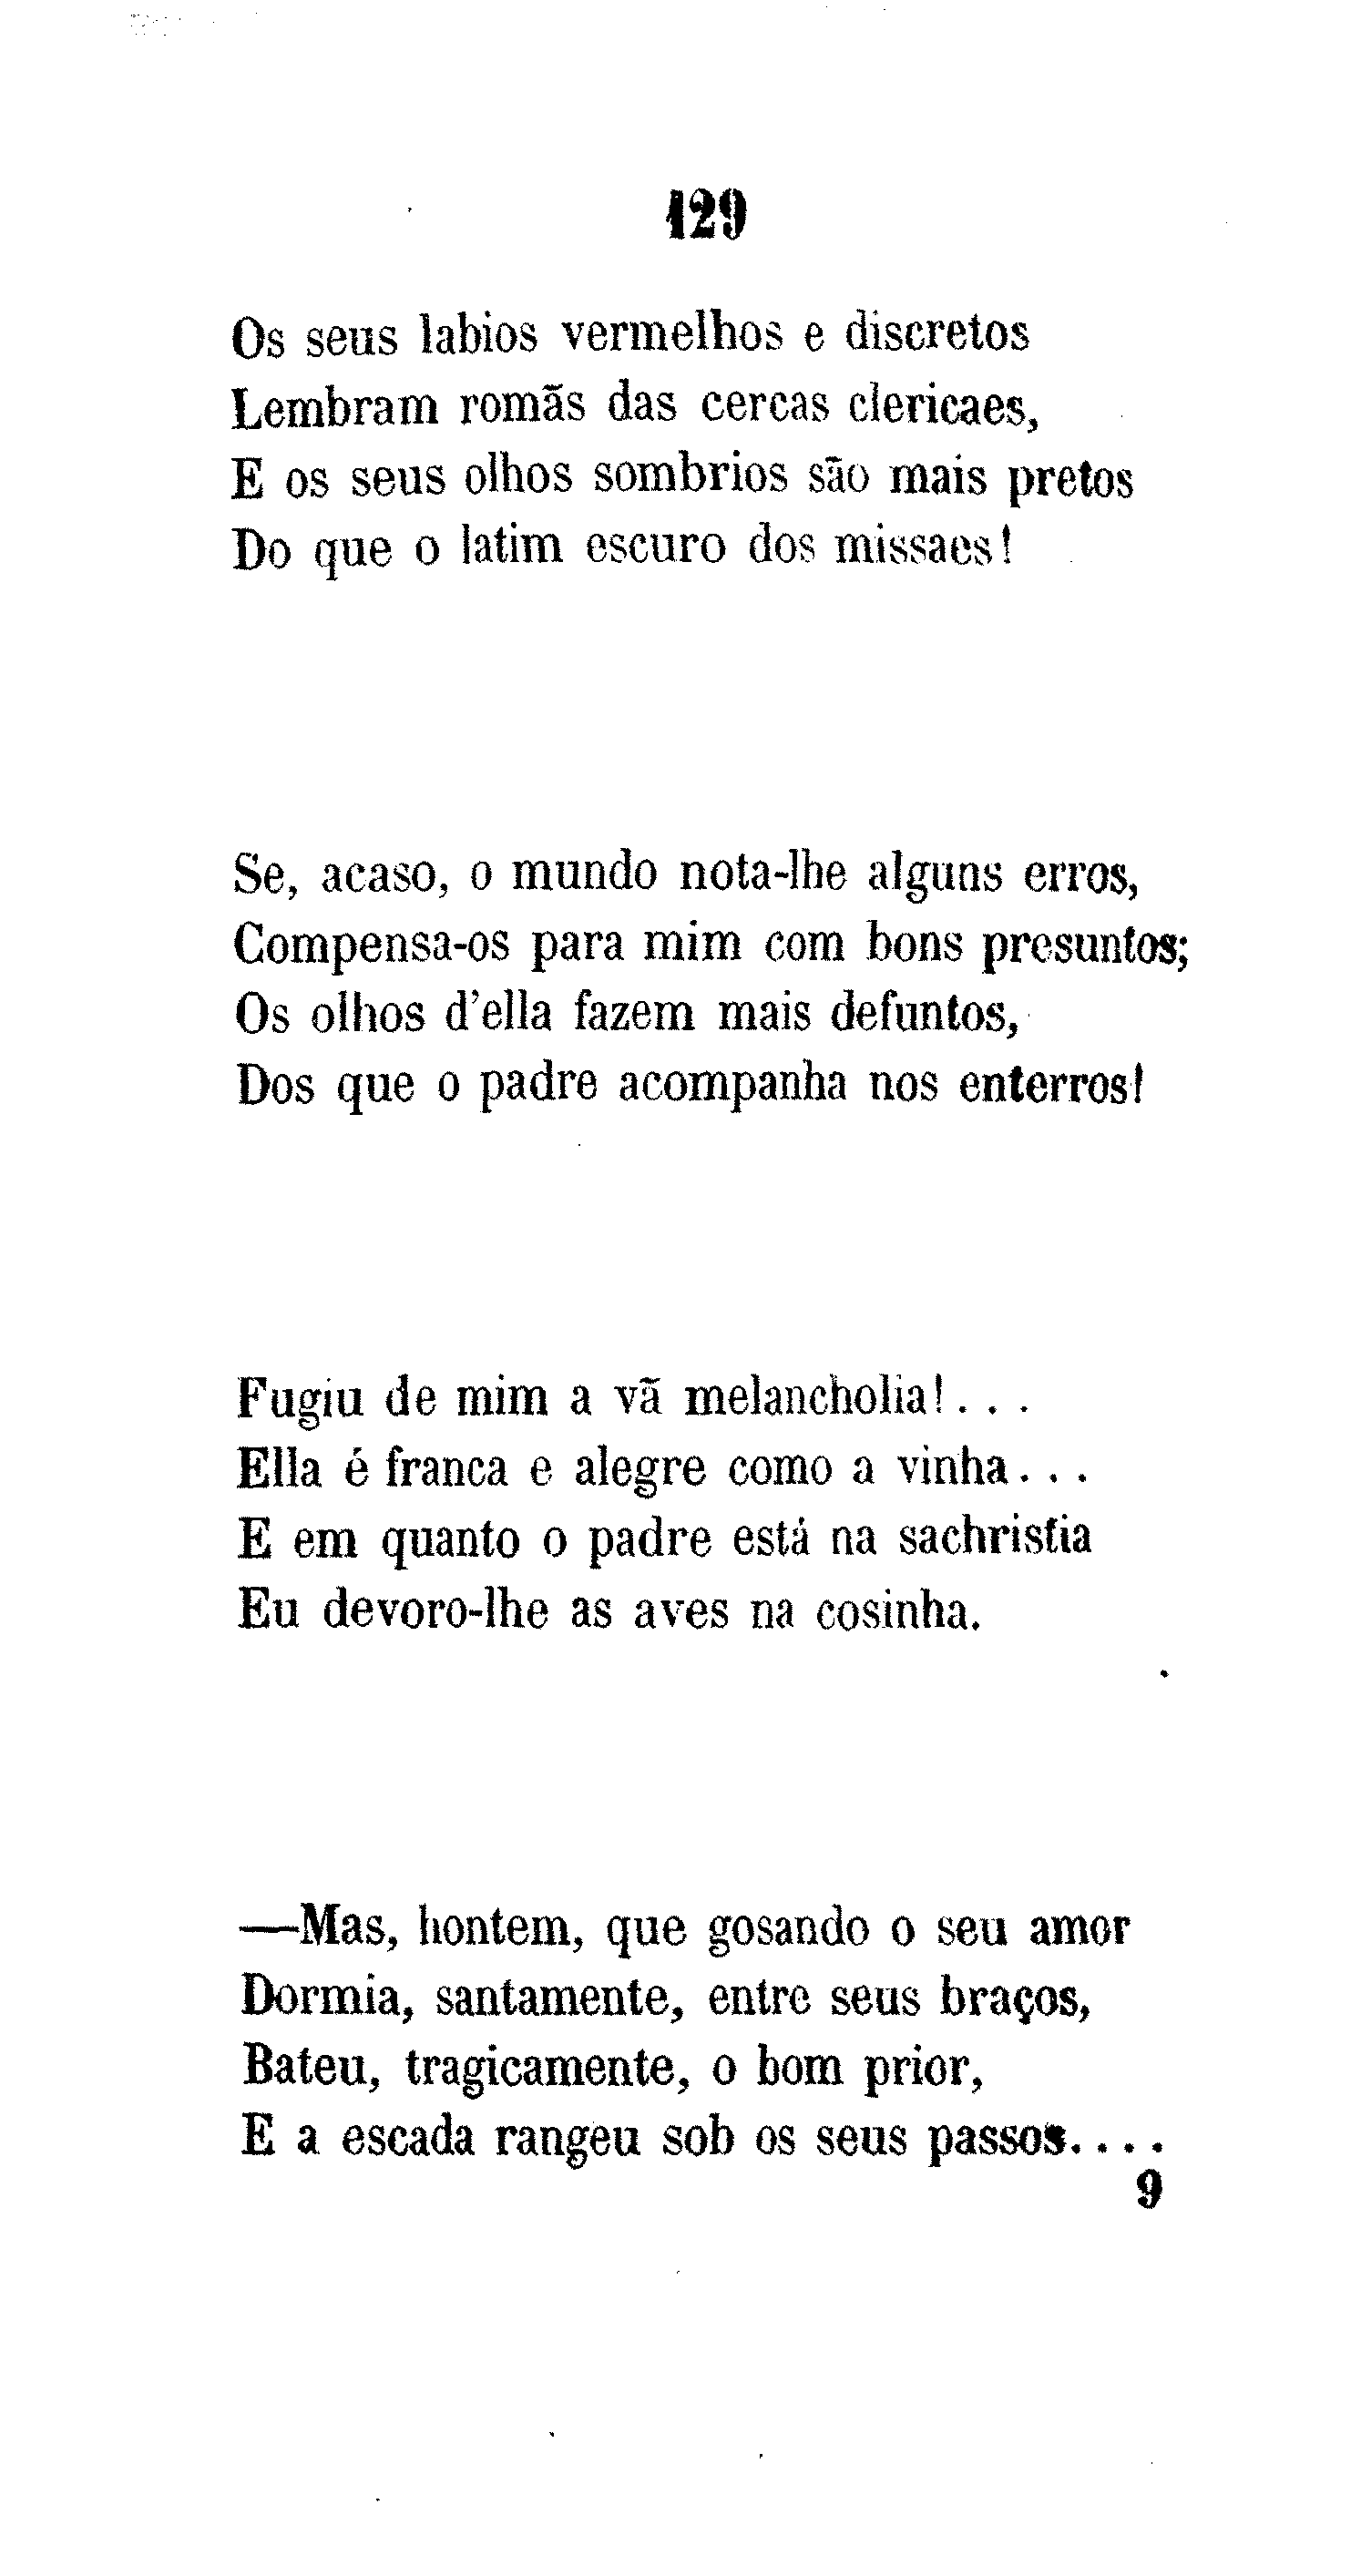 129
Os seus labios vermelhos e discretos
Lembram romãs das cercas clericaes,
E os seus olhos sombrios são mais pretos
Do que o latim escuro dos missaes!
Se, acaso, o mundo nota-lhe alguns erros,
Compensa-os para mim com bons presuntos;
Os olhos d'ella fazem mais defuntos,
Dos que o padre acompanha nos enterros!
Fugiu de mim a vã melancholia!...
Ella é franca e alegre como a vinha...
E em quanto o padre está na sachristia
Eu devoro-lhe as aves na cosinha.
—Mas, hontem, que gosando o seu amor
Dormia, santamente, entre seus braços,
Bateu, tragicamente, o bom prior,
E a escada rangeu sob os seus passos....
9